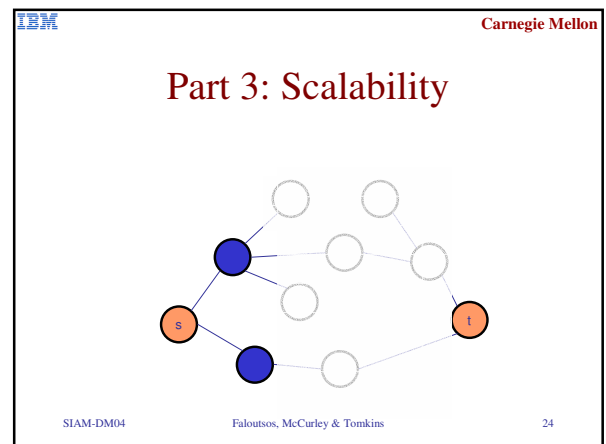 IBM
Carnegie Mellon
Part 3: Scalability
s
t
SIAM-DM04
Faloutsos, McCurley & Tomkins
24